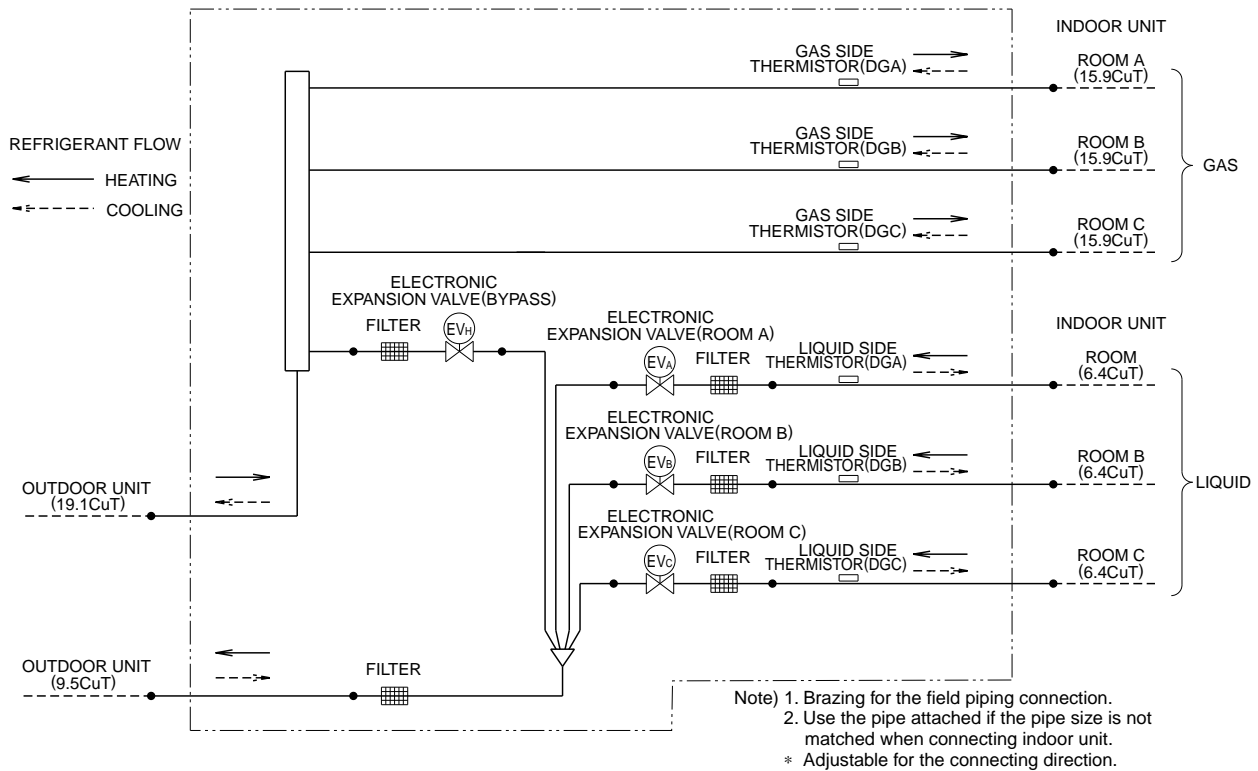 INDOOR UNIT
GAS SIDE
THERMISTOR(DGA)
ROOM A
(15.9CuT)
REFRIGERANT FLOW
HEATING
COOLING
GAS SIDE
THERMISTOR(DGB)
ROOM B
(15.9CuT)
GAS
GAS SIDE
THERMISTOR(DGC)
ROOM C
(15.9CuT)
ELECTRONIC
EXPANSION VALVE(BYPASS)
FILTER
EVH
INDOOR UNIT
ELECTRONIC
EXPANSION VALVE(ROOM A)
EVA
FILTER
LIQUID SIDE
THERMISTOR(DGA)
ROOM
(6.4CuT)
ELECTRONIC
EXPANSION VALVE(ROOM B)
EVB
FILTER
LIQUID SIDE
THERMISTOR(DGB)
ROOM B
(6.4CuT)
LIQUID
ELECTRONIC
EXPANSION VALVE(ROOM C)
EVC
FILTER
LIQUID SIDE
THERMISTOR(DGC)
ROOM C
(6.4CuT)
OUTDOOR UNIT
(19.1CuT)
OUTDOOR UNIT
(9.5CuT)
FILTER
Note) 1. Brazing for the field piping connection.
2. Use the pipe attached if the pipe size is not
matched when connecting indoor unit.
* Adjustable for the connecting direction.